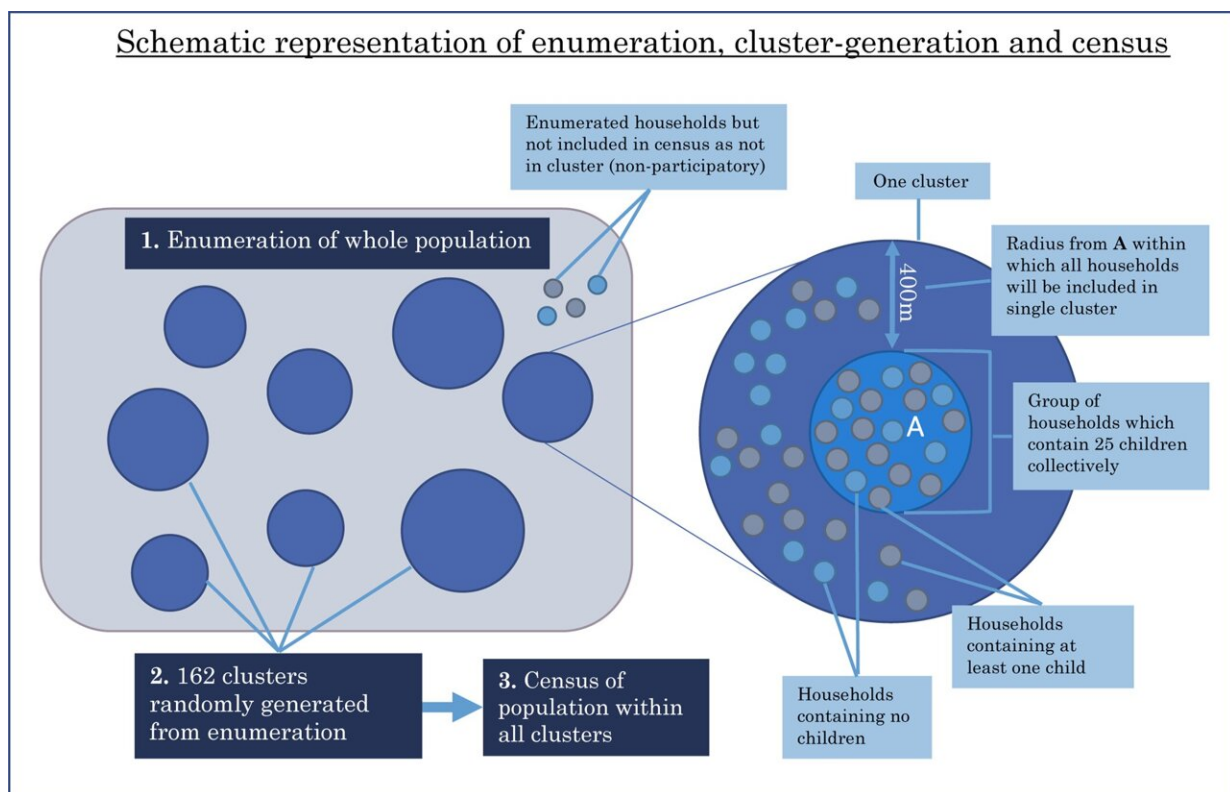 Schematic representation of enumeration, cluster-generation and census
Enumerated households but
not included in census as not
in cluster (non-participatory)
1. Enumeration of whole population
One cluster
400m
Radius from A within
which all households
will be included in
single cluster
A
Group of
households which
contain 25 children
collectively
Households
containing at
least one child
Households
containing no
children
2. 162 clusters
randomly generated
from enumeration
3. Census of
population within
all clusters